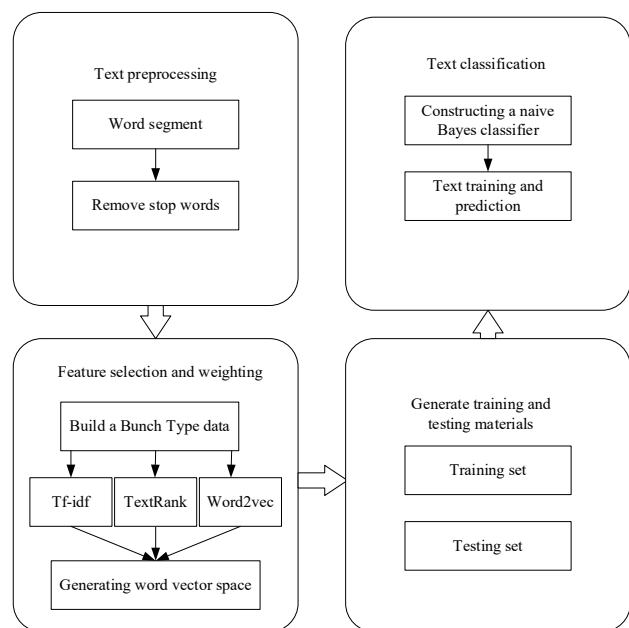 Text preprocessing
Word segment
Remove stop words
Feature selection and weighting
Build a Bunch Type data
Tf-idf
TextRank
Word2vec
Generating word vector space
Generate training and
testing materials
Training set
Testing set
Text classification
Constructing a naive
Bayes classifier
Text training and
prediction